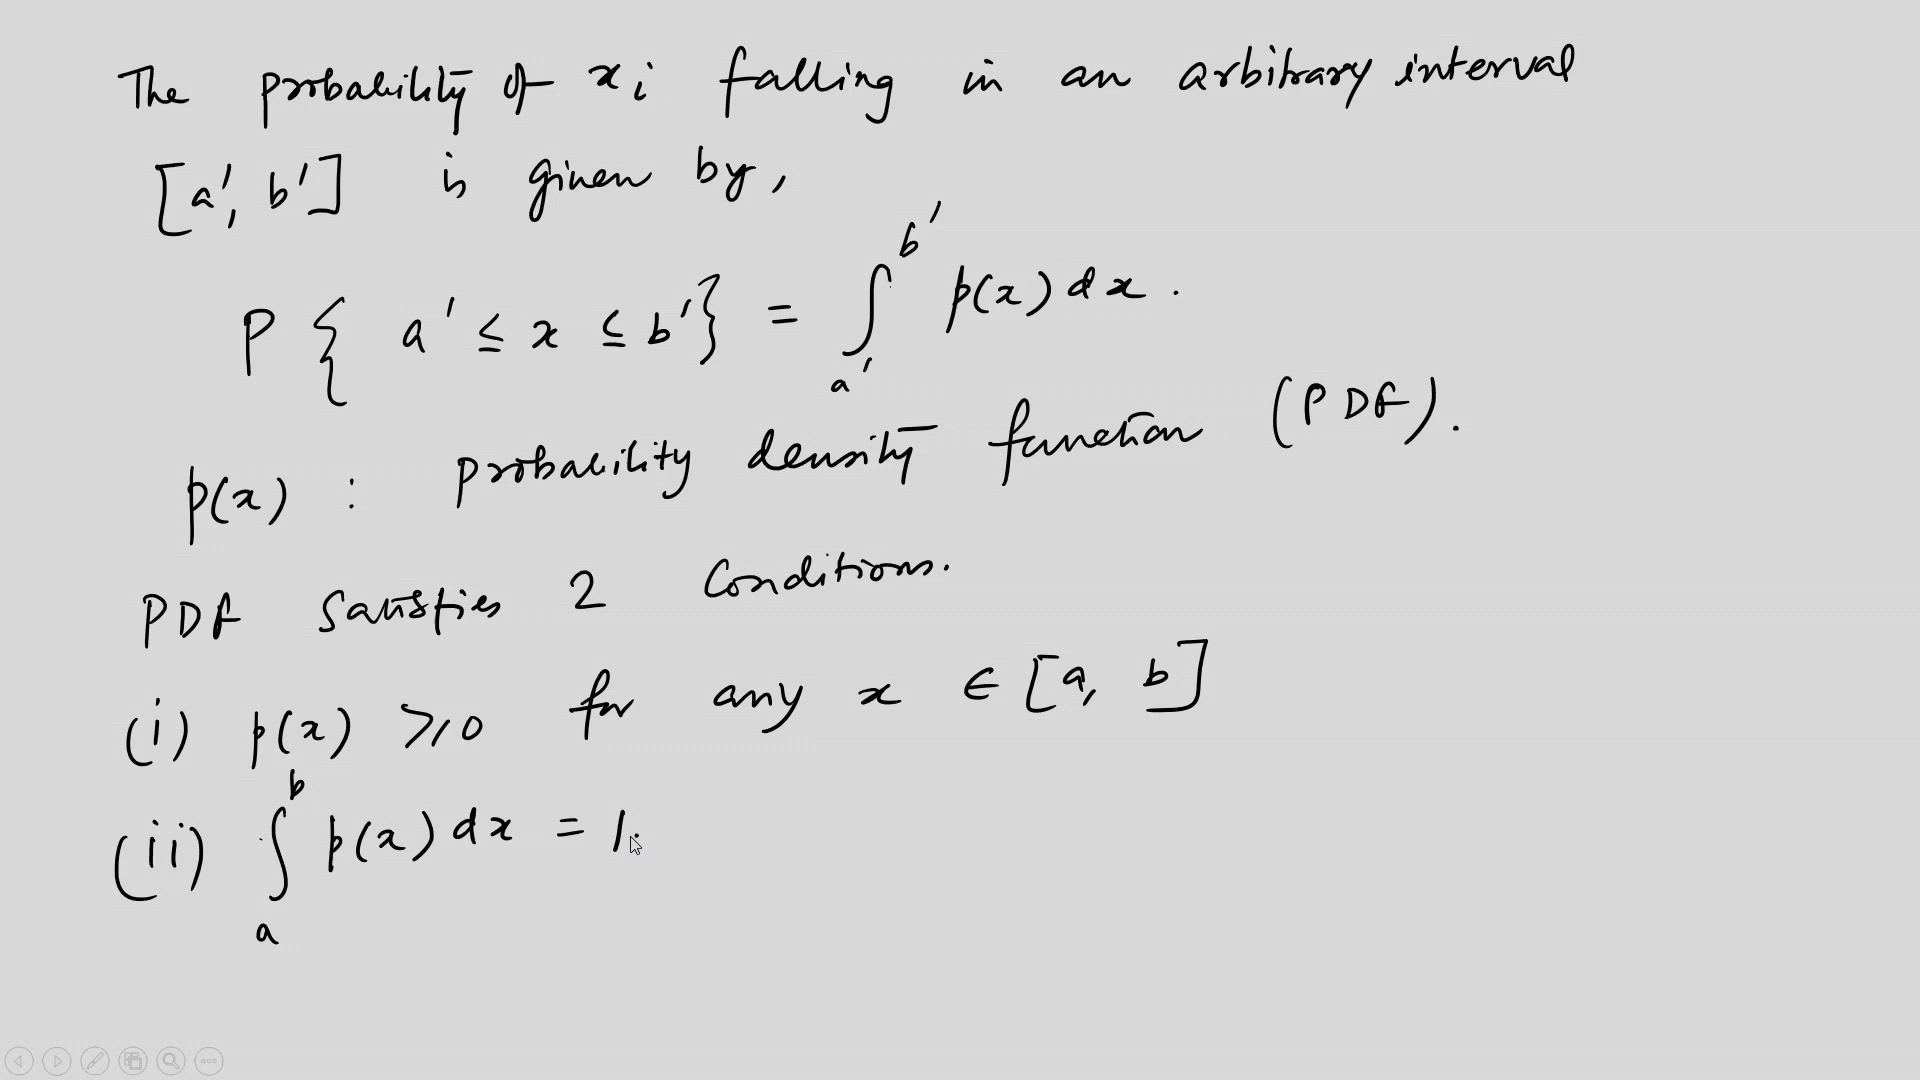 The probability of xi falling in an arbitrary interval
[a', b'] is given by,
P { a' ≤ x ≤ b' } = ∫_{a'}^{b'} p(x) dx .
p(x) : probability density function (PDF).
PDF satisfies 2 conditions.
(i) p(x) ≥ 0 for any x ∈ [a, b]
(ii) ∫_{a}^{b} p(x) dx = 1.